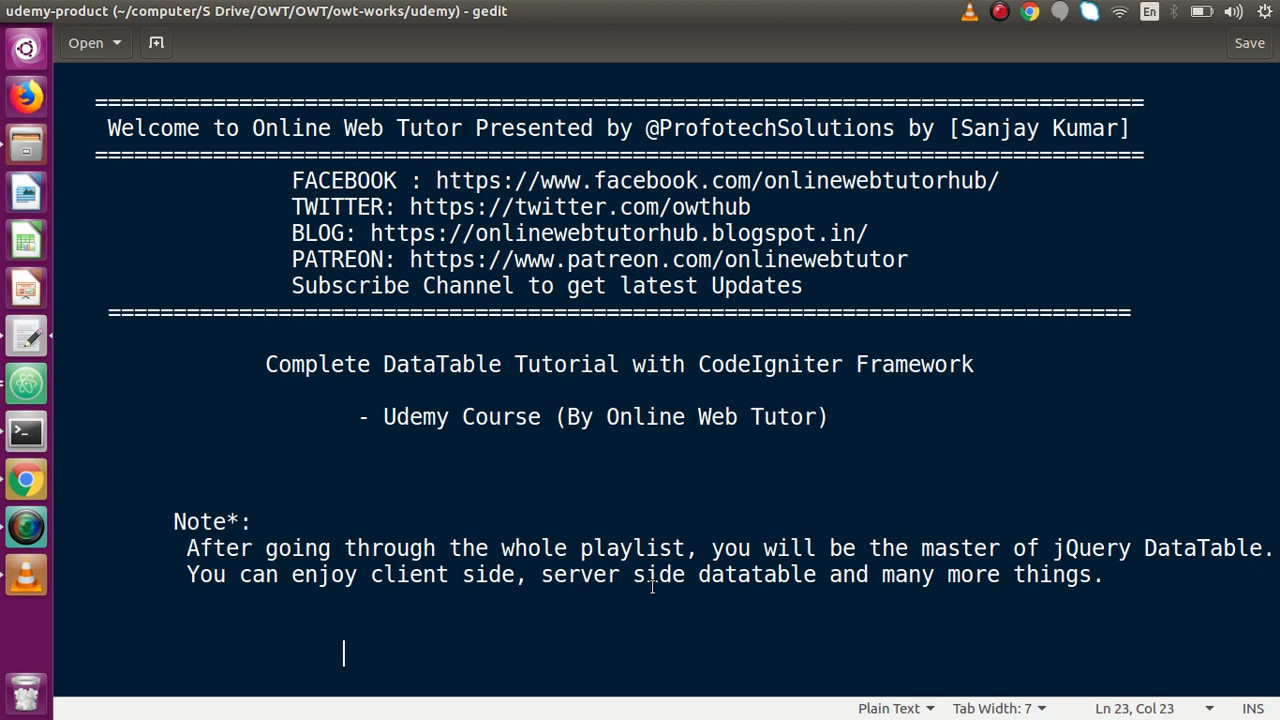 udemy-product (~/computer/S Drive/OWT/OWT/owt-works/udemy) - gedit
En
Open
Save
================================================================================
Welcome to Online Web Tutor Presented by @ProfotechSolutions by [Sanjay Kumar]
================================================================================
FACEBOOK : https://www.facebook.com/onlinewebtutorhub/
TWITTER: https://twitter.com/owthub
BLOG: https://onlinewebtutorhub.blogspot.in/
PATREON: https://www.patreon.com/onlinewebtutor
Subscribe Channel to get latest Updates
==============================================================================
Complete DataTable Tutorial with CodeIgniter Framework
- Udemy Course (By Online Web Tutor)
Note*:
After going through the whole playlist, you will be the master of jQuery DataTable.
You can enjoy client side, server side datatable and many more things.
Plain Text
Tab Width: 7
Ln 23, Col 23
INS